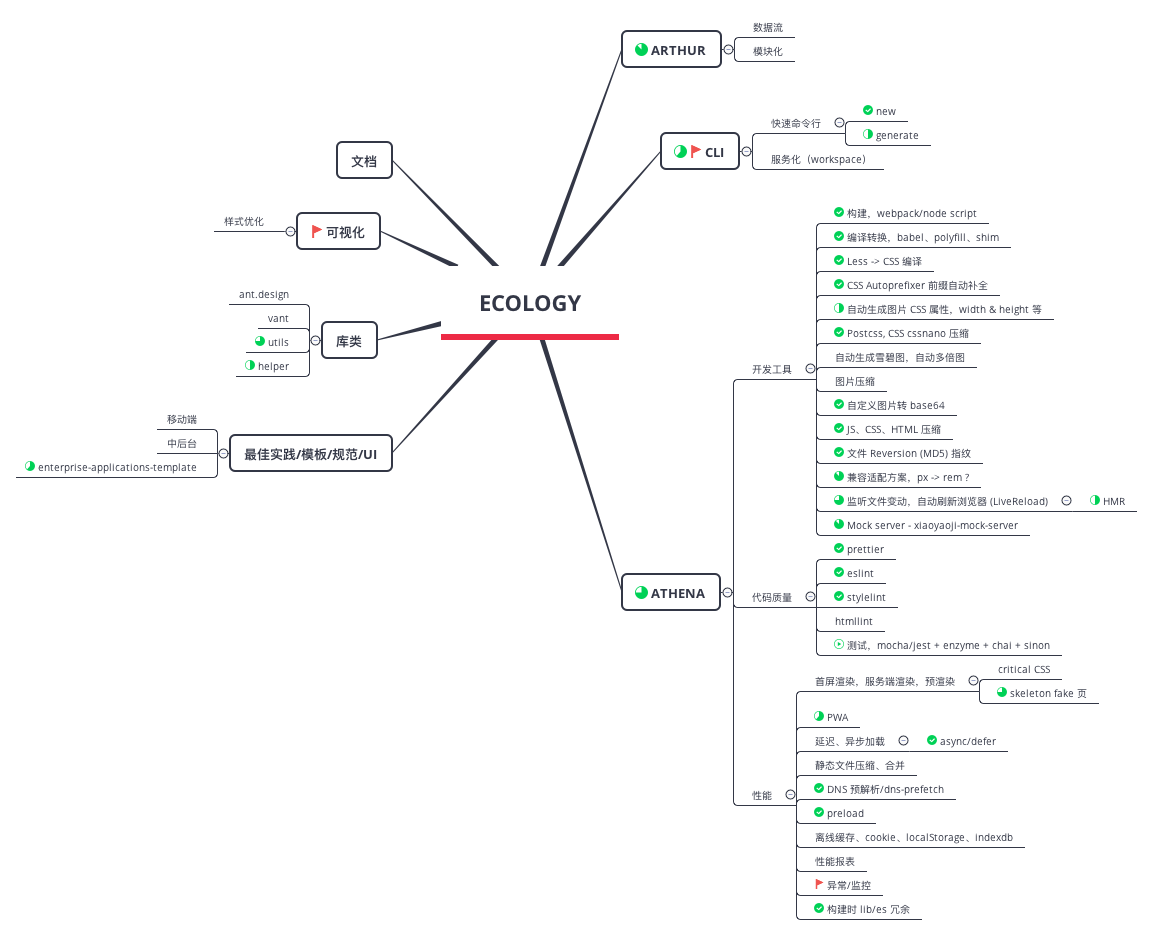 ECOLOGY
ARTHUR
数据流
模块化
CLI
快速命令行
new
generate
服务化（workspace）
文档
可视化
样式优化
库类
ant.design
vant
utils
helper
最佳实践/模板/规范/UI
移动端
中后台
enterprise-applications-template
ATHENA
开发工具
构建，webpack/node script
编译转换，babel、polyfill、shim
Less -> CSS 编译
CSS Autoprefixer 前缀自动补全
自动生成图片 CSS 属性，width & height 等
Postcss, CSS cssnano 压缩
自动生成雪碧图，自动多倍图
图片压缩
自定义图片转 base64
JS、CSS、HTML 压缩
文件 Reversion (MD5) 指纹
兼容适配方案，px -> rem ?
监听文件变动，自动刷新浏览器 (LiveReload)
HMR
Mock server - xiaoyaoji-mock-server
代码质量
prettier
eslint
stylelint
htmllint
测试，mocha/jest + enzyme + chai + sinon
性能
首屏渲染，服务端渲染，预渲染
critical CSS
skeleton fake 页
PWA
延迟、异步加载
async/defer
静态文件压缩、合并
DNS 预解析/dns-prefetch
preload
离线缓存、cookie、localStorage、indexdb
性能报表
异常/监控
构建时 lib/es 冗余